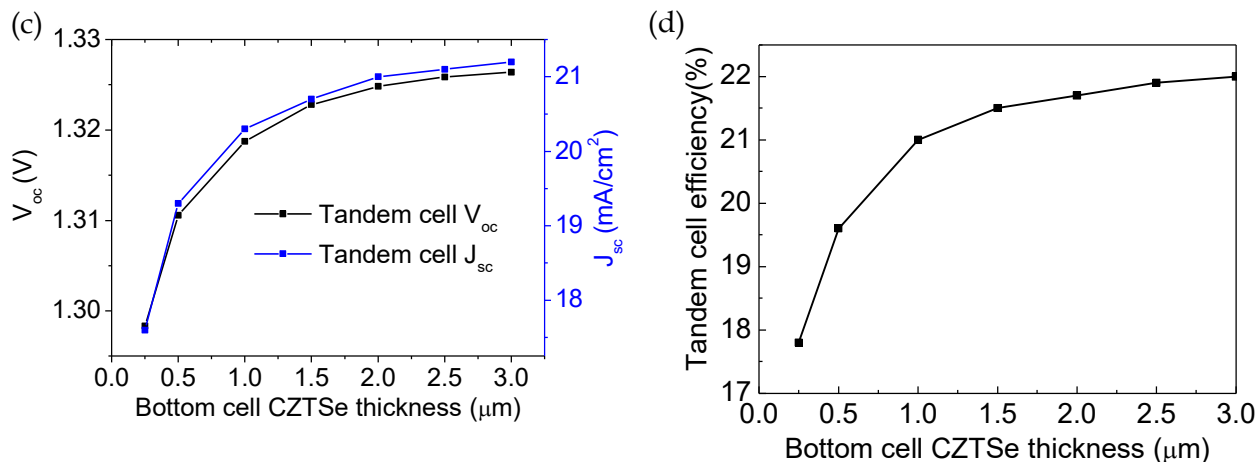 (c)
1.33
1.32
1.31
1.30
V_oc (V)
21
20
19
18
J_sc (mA/cm²)
Tandem cell V_oc
Tandem cell J_sc
0.0 0.5 1.0 1.5 2.0 2.5 3.0
Bottom cell CZTSe thickness (μm)
(d)
22
21
20
19
18
17
Tandem cell efficiency(%)
0.0 0.5 1.0 1.5 2.0 2.5 3.0
Bottom cell CZTSe thickness (μm)